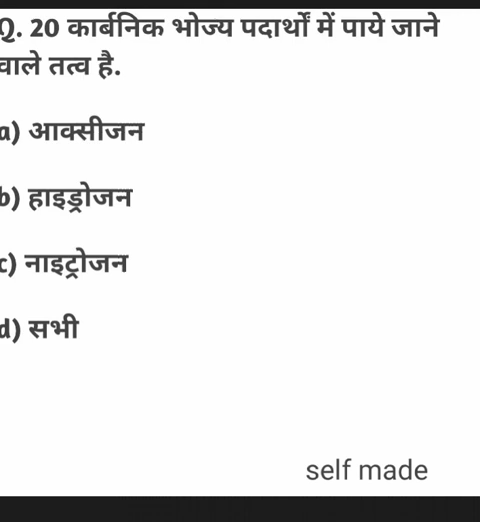 Q. 20 कार्बनिक भोज्य पदार्थों में पाये जाने
वाले तत्व है.
a) आक्सीजन
b) हाइड्रोजन
c) नाइट्रोजन
d) सभी
self made